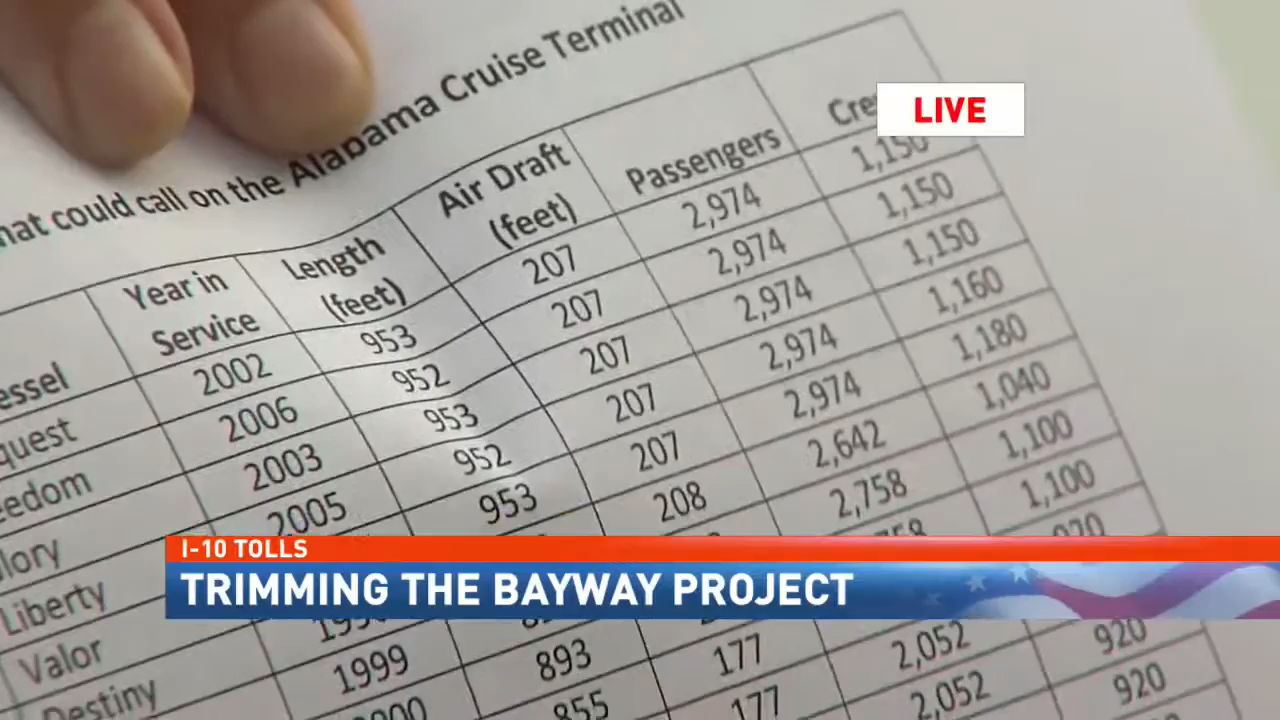 hat could call on the Alabama Cruise Terminal
essel Year in Service Length (feet) Air Draft (feet) Passengers Cre
quest 2002 953 207 2,974 1,150
eedom 2006 952 207 2,974 1,150
lory 2003 953 207 2,974 1,150
Liberty 2005 952 207 2,974 1,160
Valor 953 207 2,974 1,180
Destiny 208 2,642 1,040
2,758 1,100
1,100
1999
893
177 2,052 920
855 177 2,052 920
LIVE
I-10 TOLLS
TRIMMING THE BAYWAY PROJECT